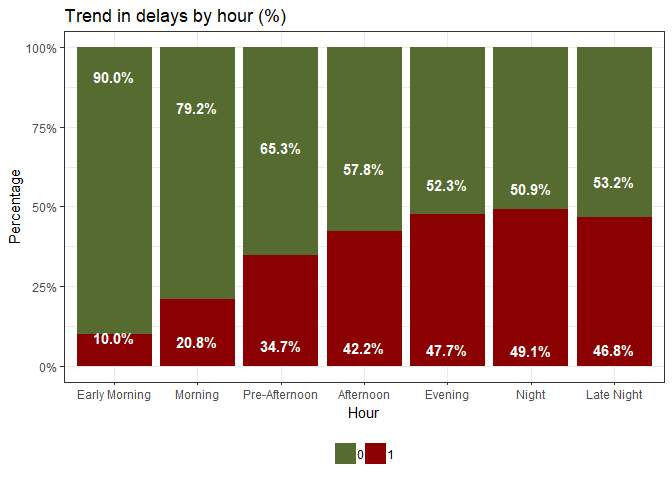 Trend in delays by hour (%)
100%
75%
50%
25%
0%
Percentage
90.0%
79.2%
65.3%
57.8%
52.3%
50.9%
53.2%
10.0%
20.8%
34.7%
42.2%
47.7%
49.1%
46.8%
Early Morning
Morning
Pre-Afternoon
Afternoon
Evening
Night
Late Night
Hour
0
1